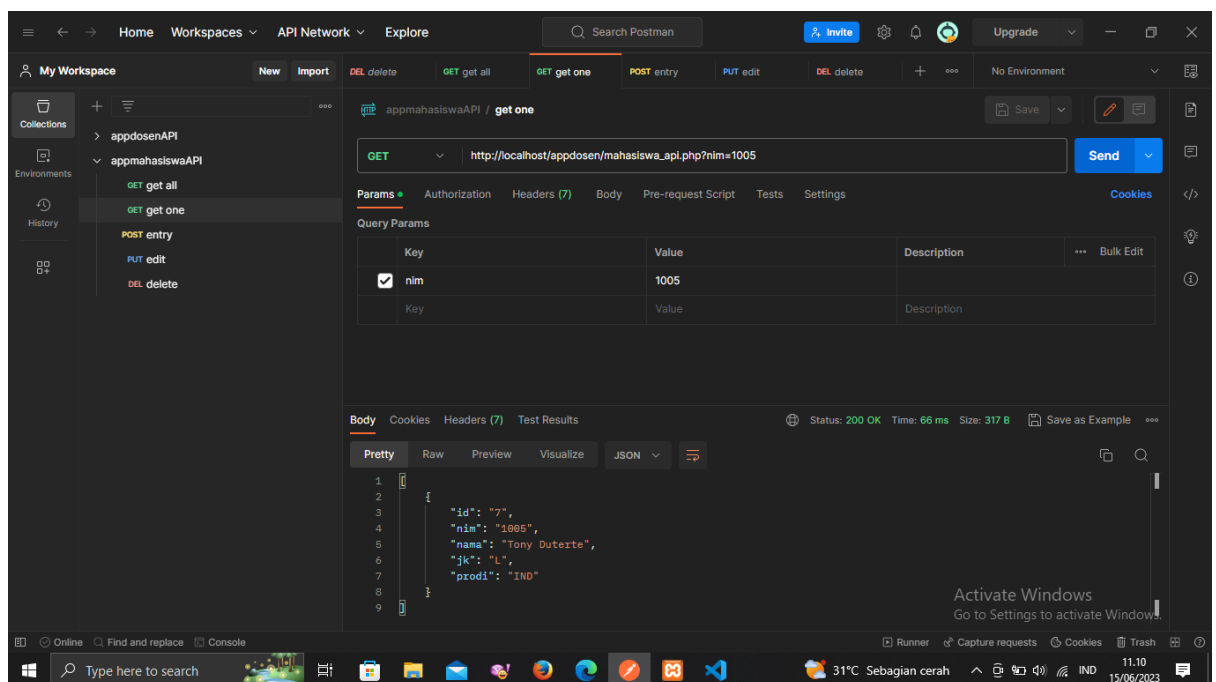 Home Workspaces API Network Explore Search Postman Invite Upgrade
My Workspace New Import DEL delete GET get all GET get one POST entry PUT edit DEL delete No Environment
Collections
Environments
History
appdosenAPI
appmahasiswaAPI
GET get all
GET get one
POST entry
PUT edit
DEL delete
HTTP appmahasiswaAPI / get one Save
GET http://localhost/appdosen/mahasiswa_api.php?nim=1005 Send
Params Authorization Headers (7) Body Pre-request Script Tests Settings Cookies
Query Params
Key Value Description Bulk Edit
nim 1005
Key Value Description
Body Cookies Headers (7) Test Results Status: 200 OK Time: 66 ms Size: 317 B Save as Example
Pretty Raw Preview Visualize JSON
1 [
2 {
3 "id": "7",
4 "nim": "1005",
5 "nama": "Tony Duterte",
6 "jk": "L",
7 "prodi": "IND"
8 }
9 ]
Activate Windows
Go to Settings to activate Windows.
Online Find and replace Console Runner Capture requests Cookies Trash
Type here to search 31°C Sebagian cerah IND 11.10
15/06/2023